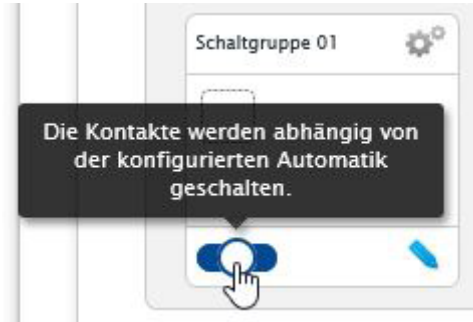 Schaltgruppe 01
Die Kontakte werden abhängig von
der konfigurierten Automatik
geschalten.